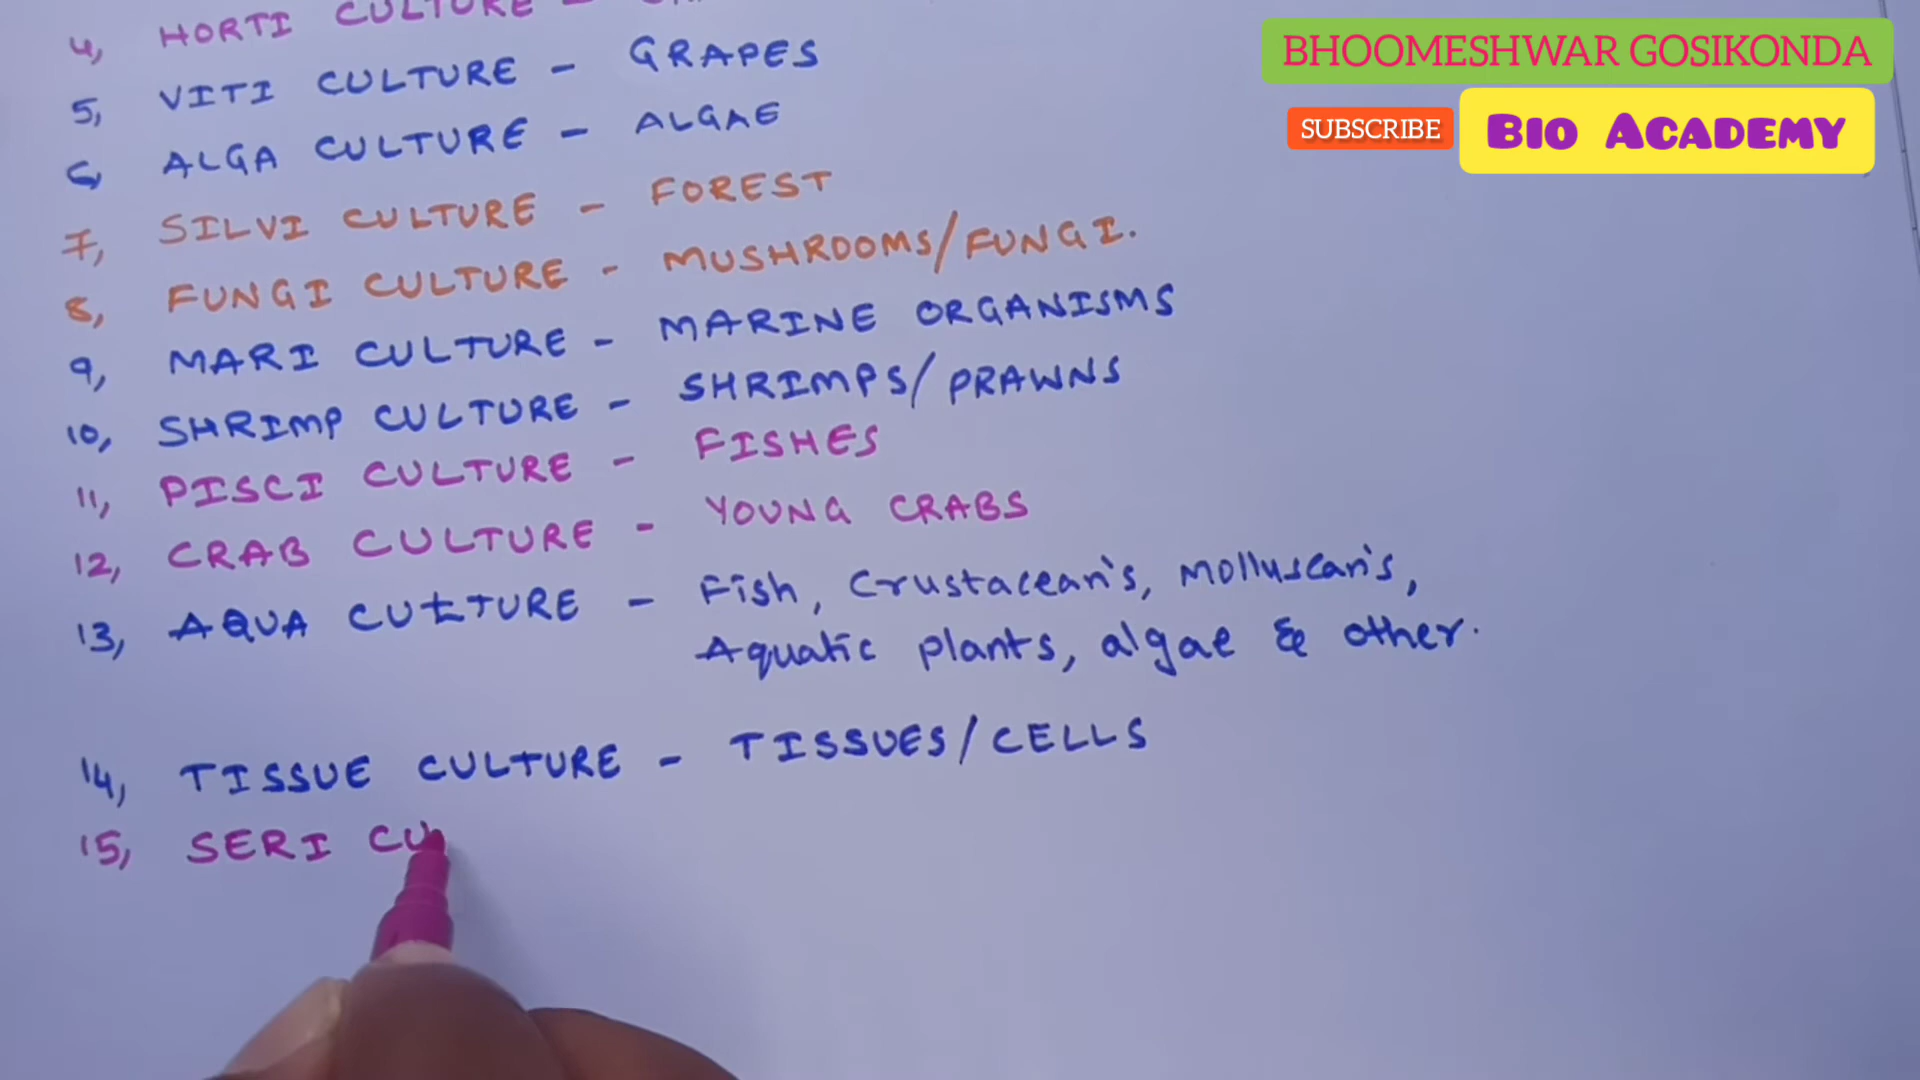 4, HORTI CULTURE -
5, VITI CULTURE - GRAPES
6, ALGA CULTURE - ALGAE
7, SILVI CULTURE - FOREST
8, FUNGI CULTURE - MUSHROOMS/FUNGI.
9, MARI CULTURE - MARINE ORGANISMS
10, SHRIMP CULTURE - SHRIMPS/PRAWNS
11, PISCI CULTURE - FISHES
12, CRAB CULTURE - YOUNG CRABS
13, AQUA CULTURE - Fish, Crustacean's, Molluscan's,
Aquatic plants, algae & other.
14, TISSUE CULTURE - TISSUES/CELLS
15, SERI CU
BHOOMESHWAR GOSIKONDA
SUBSCRIBE BIO ACADEMY